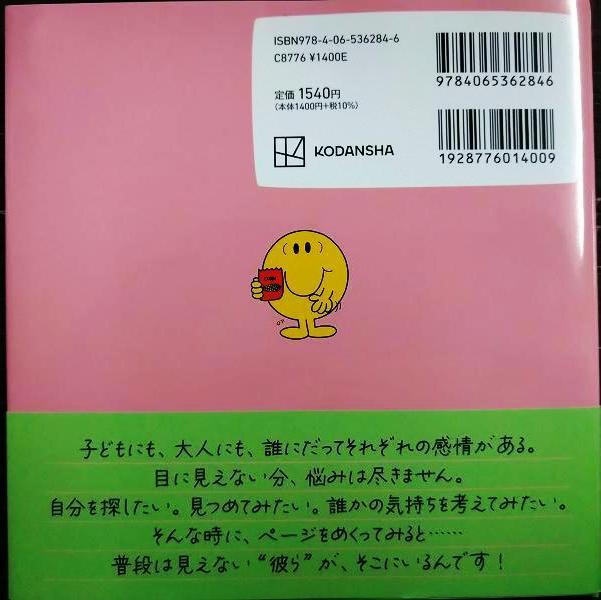 ISBN978-4-06-536284-6
C8776 ¥1400E
定価 1540円
(本体1400円+税10%)
KODANSHA
9784065362846
1928776014009
子どもにも、大人にも、誰にだってそれぞれの感情がある。
目に見えない分、悩みは尽きません。
自分を探したい。見つめてみたい。誰かの気持ちを考えてみたい。
そんな時に、ページをめくってみると……
普段は見えない“彼ら”が、そこにいるんです!